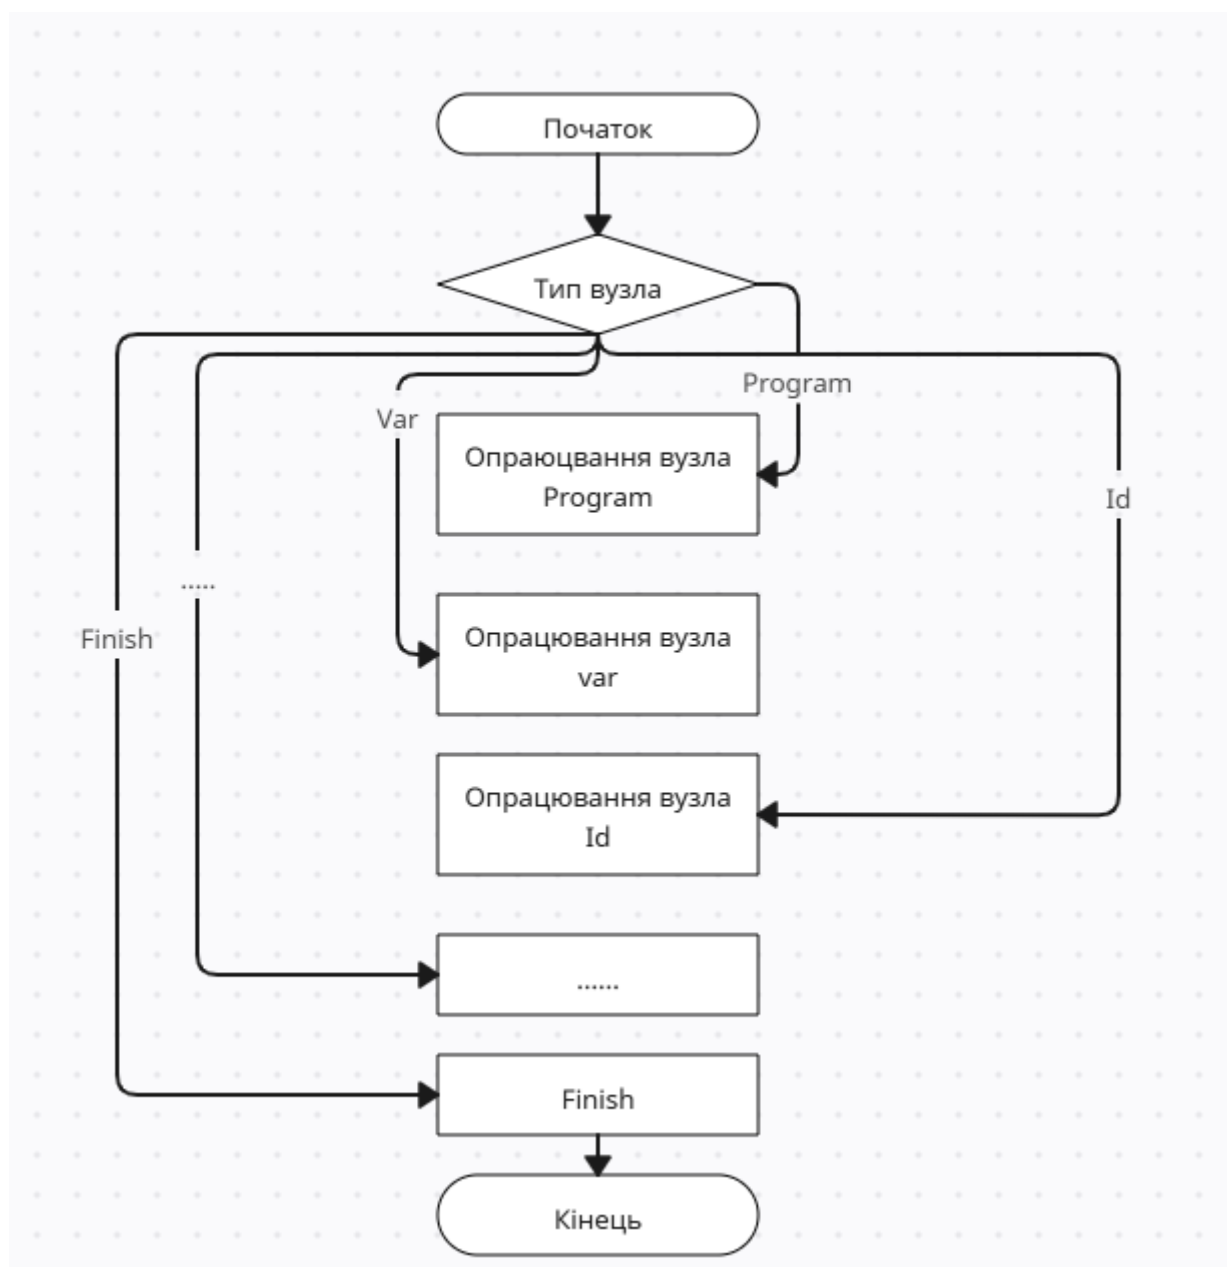 Початок
Тип вузла
Program
Var
Опраюцвання вузла
Program
Id
.....
Finish
Опрацювання вузла
var
Опрацювання вузла
Id
......
Finish
Кінець